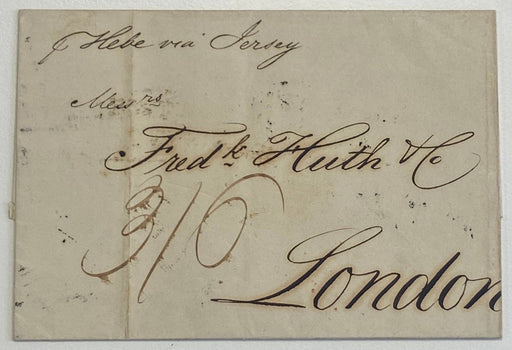 p Hebe via Jersey
Messrs
Fredk Huth & Co
3/6
London